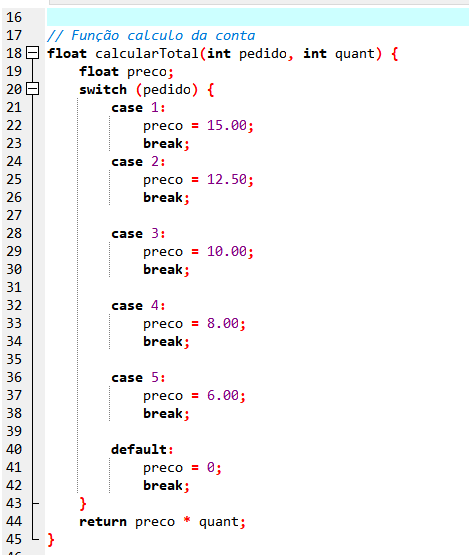 16
17 // Função calculo da conta
18 float calcularTotal(int pedido, int quant) {
19 float preco;
20 switch (pedido) {
21 case 1:
22 preco = 15.00;
23 break;
24 case 2:
25 preco = 12.50;
26 break;
27
28 case 3:
29 preco = 10.00;
30 break;
31
32 case 4:
33 preco = 8.00;
34 break;
35
36 case 5:
37 preco = 6.00;
38 break;
39
40 default:
41 preco = 0;
42 break;
43 }
44 return preco * quant;
45 }